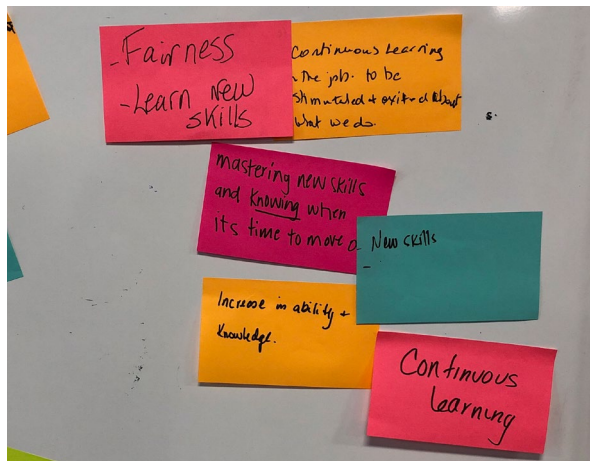 -Fairness
-Learn New
skills
Continuous Learning
- The job. to be
stimulated + exited about
what we do.
mastering new skills
and knowing when
its time to move o
- New skills
-
Increase in ability +
Knowledge.
Continuous
learning